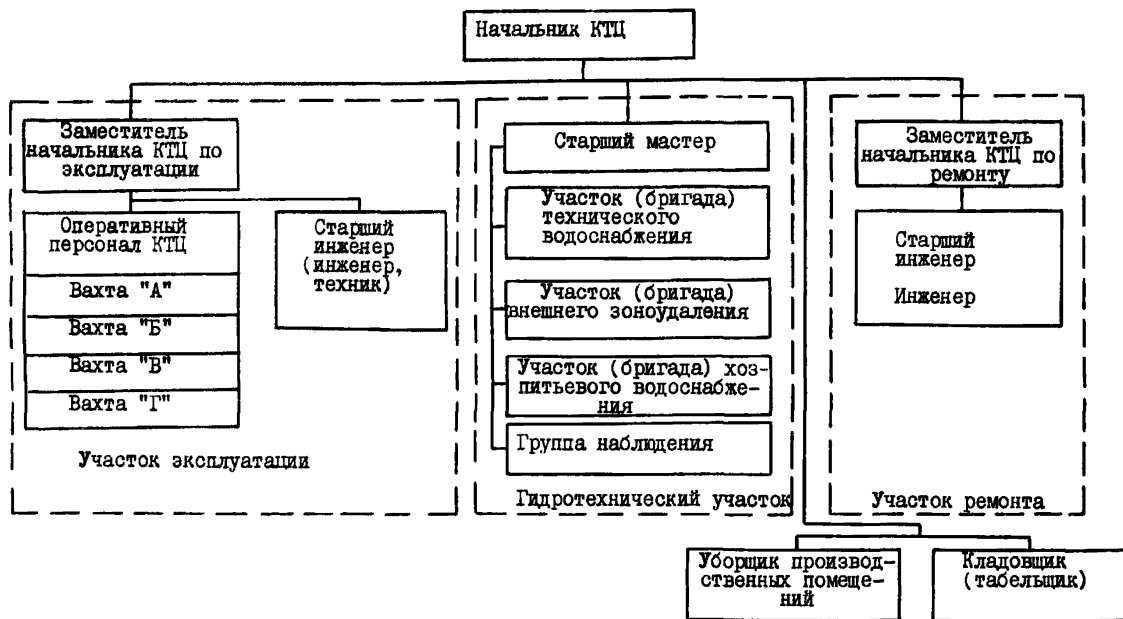 Начальник КТЦ
Заместитель
начальника КТЦ по
эксплуатации
Оперативный
персонал КТЦ
Вахта "А"
Вахта "Б"
Вахта "В"
Вахта "Г"
Старший
инженер
(инженер,
техник)
Участок эксплуатации
Старший мастер
Участок (бригада)
технического
водоснабжения
Участок (бригада)
внешнего зоноудаления
Участок (бригада) хоз-
питьевого водоснабже-
ния
Группа наблюдения
Гидротехнический участок
Заместитель
начальника КТЦ по
ремонту
Старший
инженер
Инженер
Участок ремонта
Уборщик производ-
ственных помеще-
ний
Кладовщик
(табельщик)